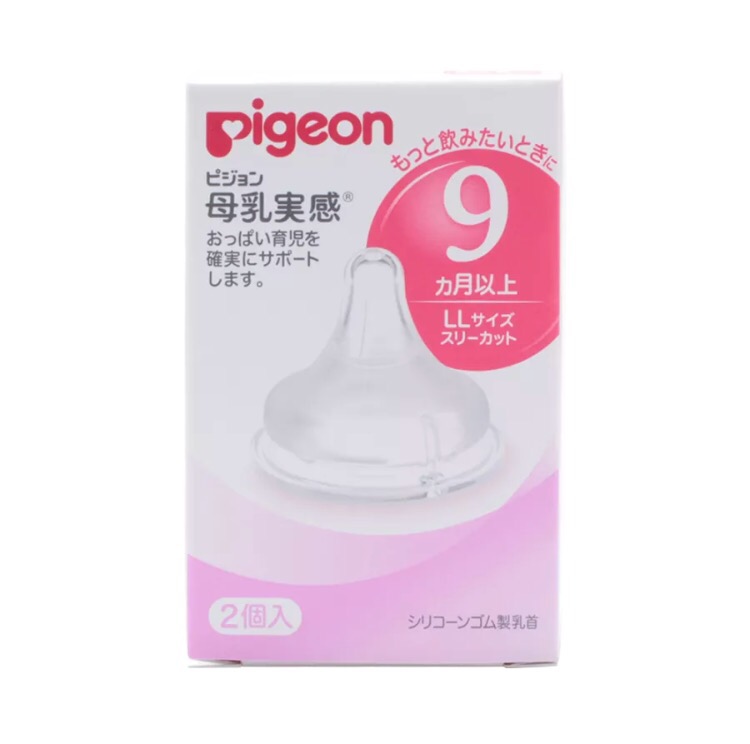 Pigeon
ピジョン
母乳実感®
おっぱい育児を
確実にサポート
します。
もっと飲みたいときに
9
ヵ月以上
LLサイズ
スリーカット
2個入
シリコーンゴム製乳首